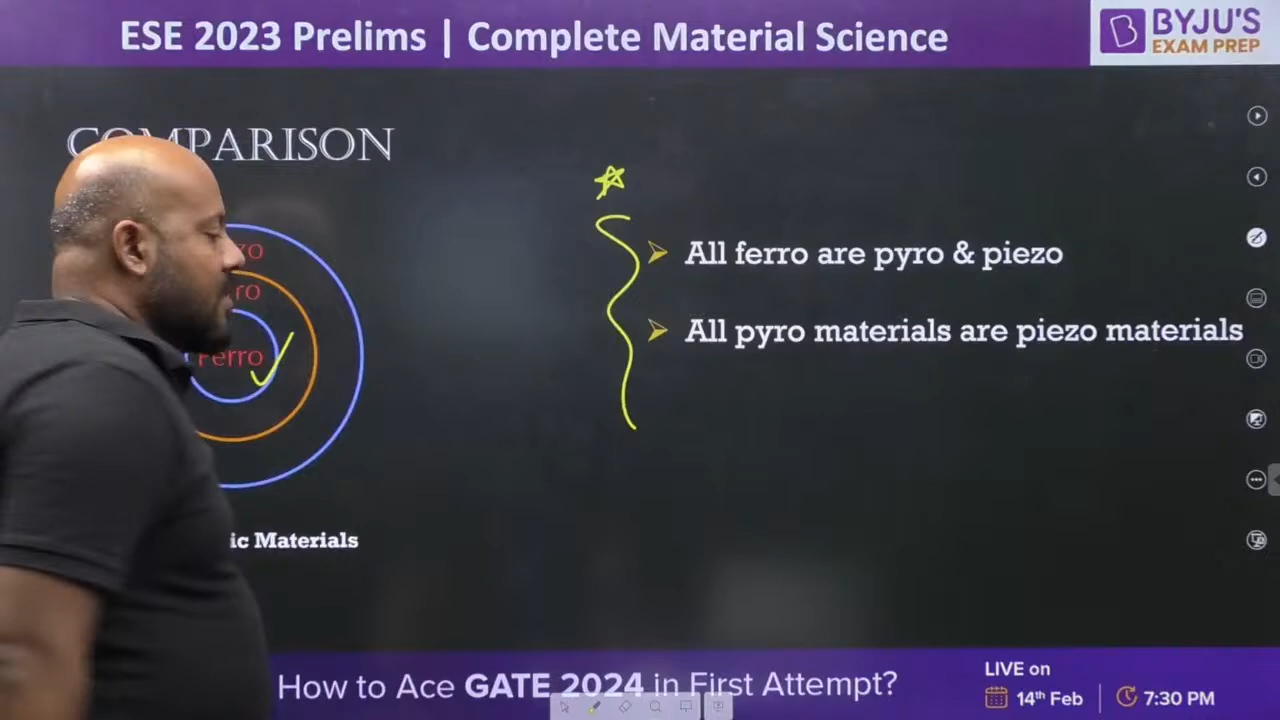 ESE 2023 Prelims | Complete Material Science
BYJU'S
EXAM PREP
COMPARISON
All ferro are pyro & piezo
All pyro materials are piezo materials
Ferro
Materials
How to Ace GATE 2024 in First Attempt?
LIVE on
14th Feb
7:30 PM